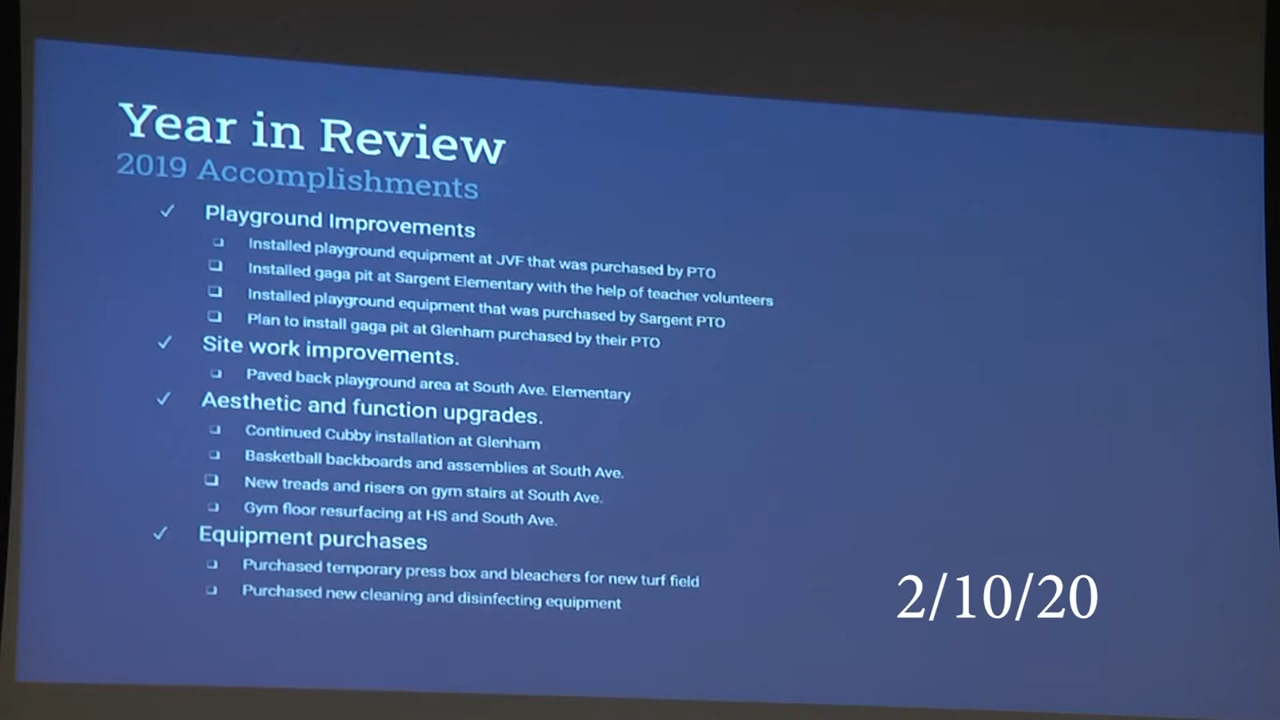 Year in Review
2019 Accomplishments
✓ Playground Improvements
❑ Installed playground equipment at JVF that was purchased by PTO
❑ Installed gaga pit at Sargent Elementary with the help of teacher volunteers
❑ Installed playground equipment that was purchased by Sargent PTO
❑ Plan to install gaga pit at Glenham purchased by their PTO
✓ Site work improvements.
❑ Paved back playground area at South Ave. Elementary
✓ Aesthetic and function upgrades.
❑ Continued Cubby installation at Glenham
❑ Basketball backboards and assemblies at South Ave.
❑ New treads and risers on gym stairs at South Ave.
❑ Gym floor resurfacing at HS and South Ave.
✓ Equipment purchases
❑ Purchased temporary press box and bleachers for new turf field
❑ Purchased new cleaning and disinfecting equipment
2/10/20